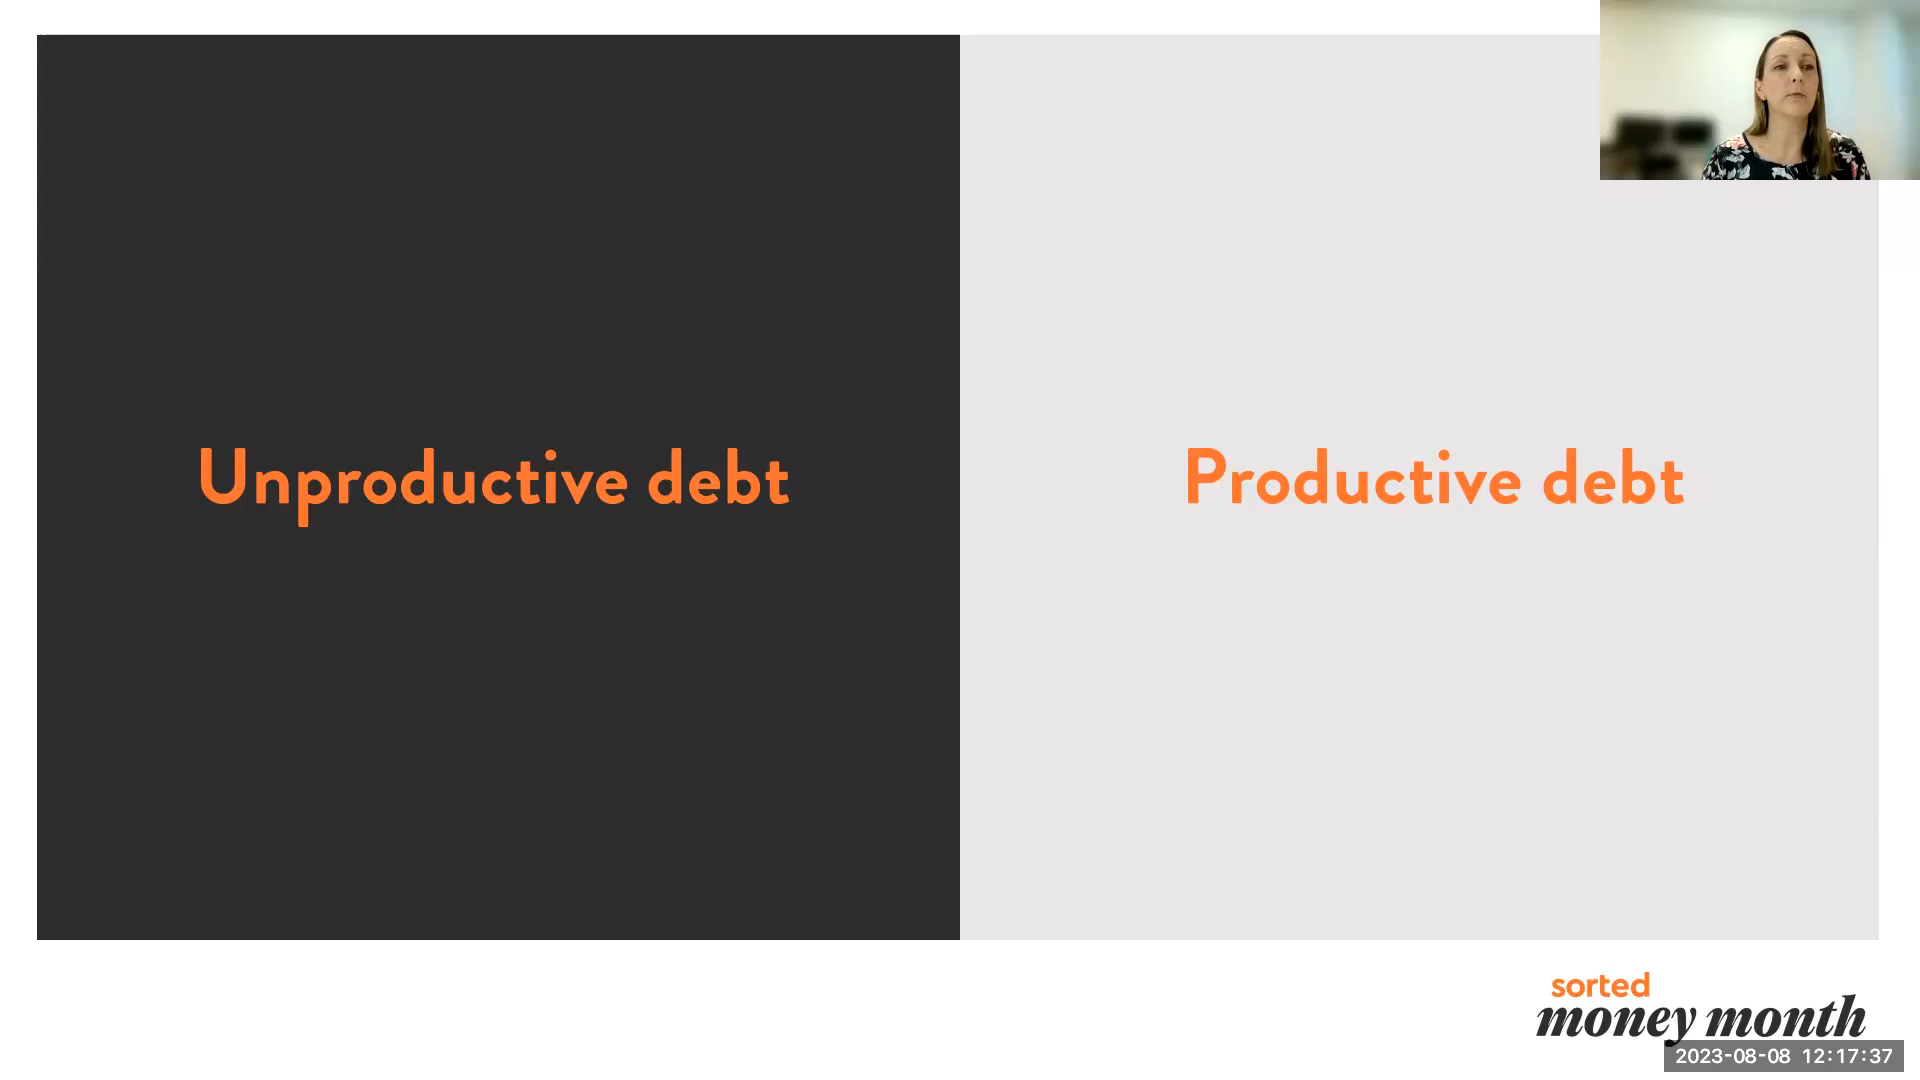 Unproductive debt
Productive debt
sorted
money month
2023-08-08 12:17:37